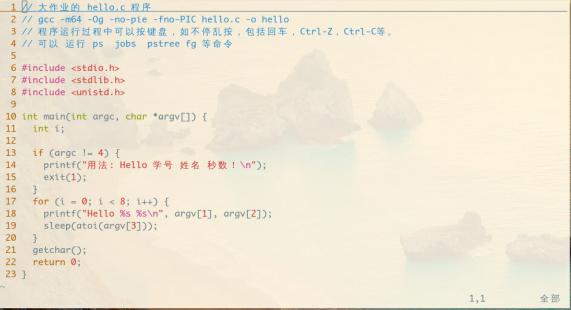 1 // 大作业的 hello.c 程序
2 // gcc -m64 -Og -no-pie -fno-PIC hello.c -o hello
3 // 程序运行过程中可以按键盘，如不停乱按，包括回车，Ctrl-Z，Ctrl-C等。
4 // 可以 运行 ps  jobs  pstree fg 等命令
5
6 #include <stdio.h>
7 #include <stdlib.h>
8 #include <unistd.h>
9
10 int main(int argc, char *argv[]) {
11   int i;
12
13   if (argc != 4) {
14     printf("用法: Hello 学号 姓名 秒数！\n");
15     exit(1);
16   }
17   for (i = 0; i < 8; i++) {
18     printf("Hello %s %s\n", argv[1], argv[2]);
19     sleep(atoi(argv[3]));
20   }
21   getchar();
22   return 0;
23 }
~
1,1 全部